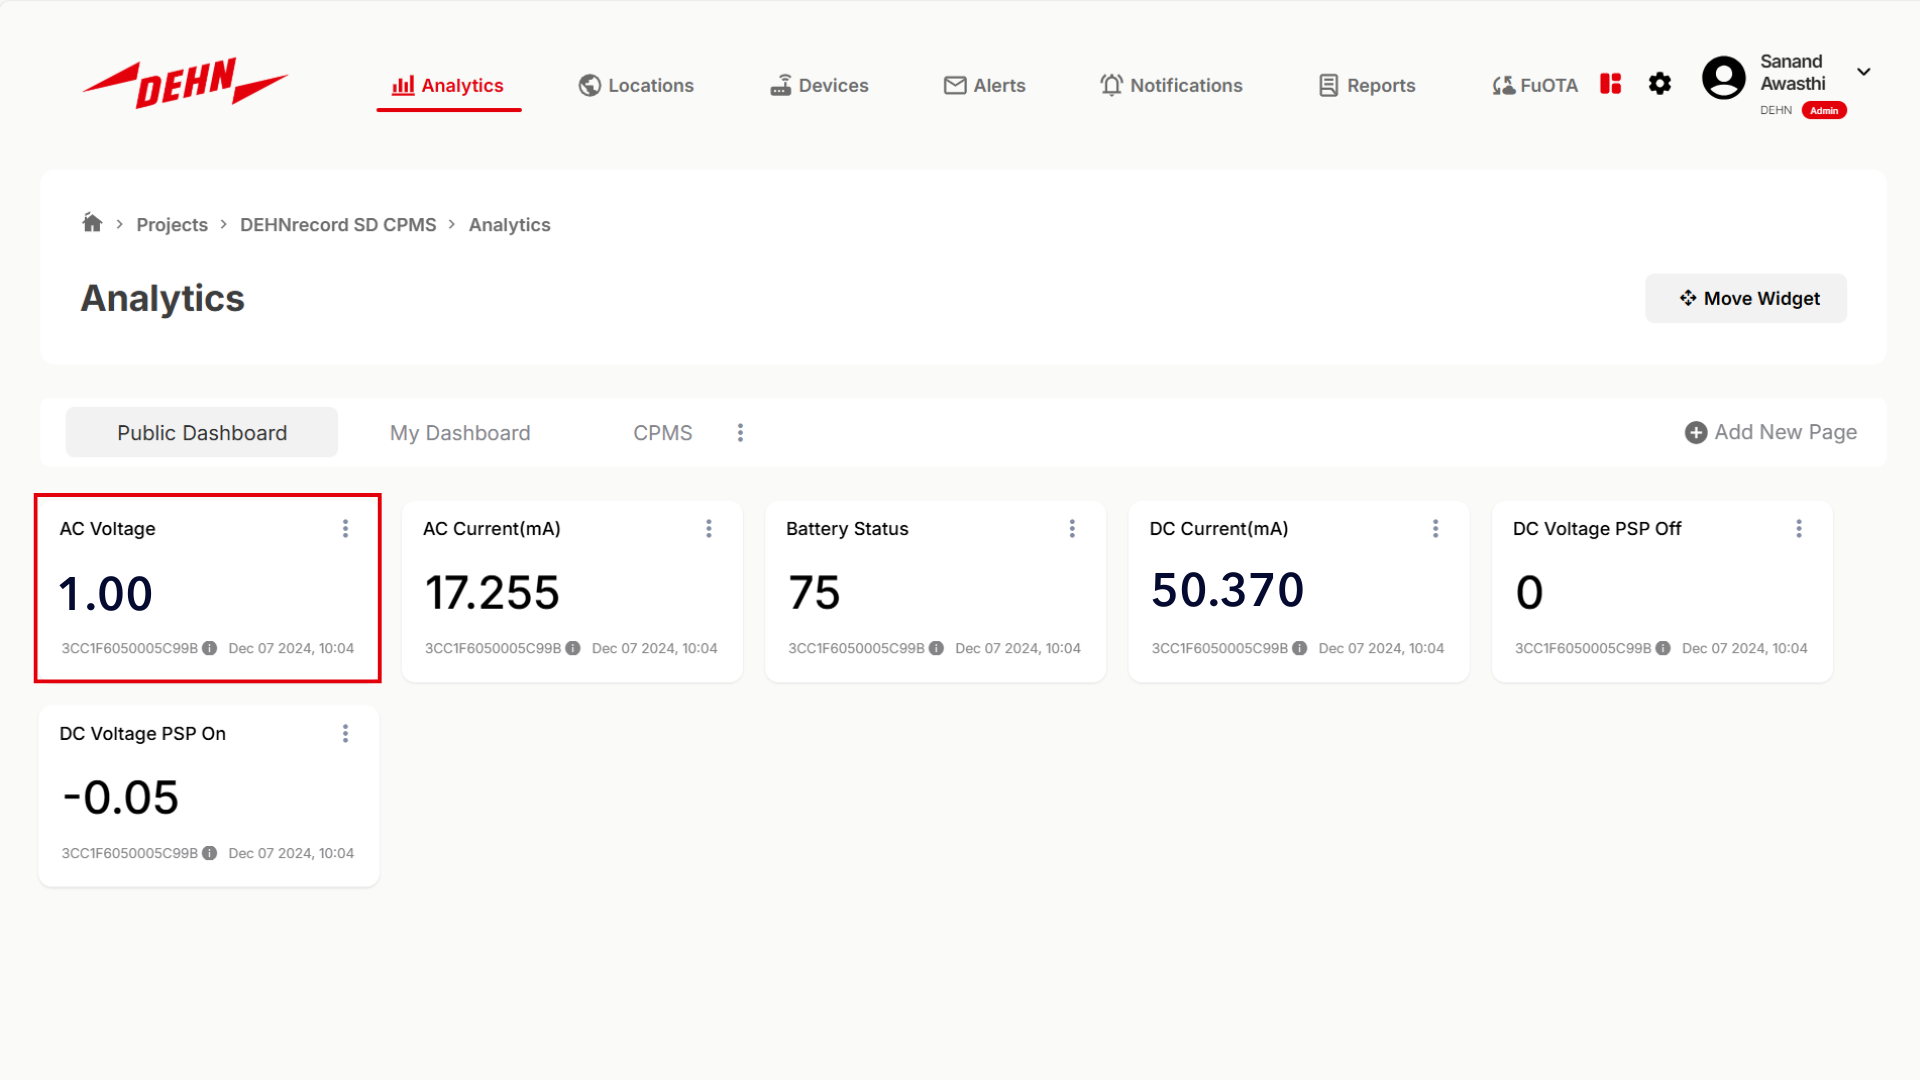 DEHN
Analytics
Locations
Devices
Alerts
Notifications
Reports
FuOTA
Sanand
Awasthi
DEHN Admin
Projects > DEHNrecord SD CPMS > Analytics
Analytics
Move Widget
Public Dashboard
My Dashboard
CPMS
Add New Page
AC Voltage
1.00
3CC1F6050005C99B Dec 07 2024, 10:04
AC Current(mA)
17.255
3CC1F6050005C99B Dec 07 2024, 10:04
Battery Status
75
3CC1F6050005C99B Dec 07 2024, 10:04
DC Current(mA)
50.370
3CC1F6050005C99B Dec 07 2024, 10:04
DC Voltage PSP Off
0
3CC1F6050005C99B Dec 07 2024, 10:04
DC Voltage PSP On
-0.05
3CC1F6050005C99B Dec 07 2024, 10:04